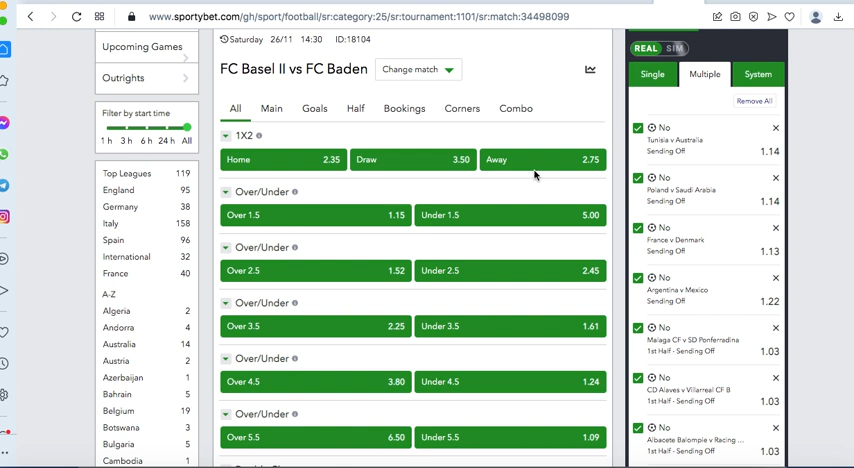 www.sportybet.com/gh/sport/football/sr:category:25/sr:tournament:1101/sr:match:34498099
Upcoming Games
Outrights
Filter by start time
1 h 3 h 6 h 24 h All
Top Leagues 119
England 95
Germany 38
Italy 158
Spain 96
International 32
France 40
A-Z
Algeria 2
Andorra 4
Australia 14
Austria 2
Azerbaijan 1
Bahrain 5
Belgium 19
Botswana 3
Bulgaria 5
Cambodia 1
Saturday 26/11 14:30 ID:18104
FC Basel II vs FC Baden Change match
All Main Goals Half Bookings Corners Combo
1X2
Home 2.35 Draw 3.50 Away 2.75
Over/Under
Over 1.5 1.15 Under 1.5 5.00
Over/Under
Over 2.5 1.52 Under 2.5 2.45
Over/Under
Over 3.5 2.25 Under 3.5 1.61
Over/Under
Over 4.5 3.80 Under 4.5 1.24
Over/Under
Over 5.5 6.50 Under 5.5 1.09
REAL SIM
Single Multiple System
Remove All
No
Tunisia v Australia
Sending Off 1.14
No
Poland v Saudi Arabia
Sending Off 1.14
No
France v Denmark
Sending Off 1.13
No
Argentina v Mexico
Sending Off 1.22
No
Malaga CF v SD Ponferradina
1st Half - Sending Off 1.03
No
CD Alaves v Villarreal CF B
1st Half - Sending Off 1.03
No
Albacete Balompie v Racing ...
1st Half - Sending Off 1.03